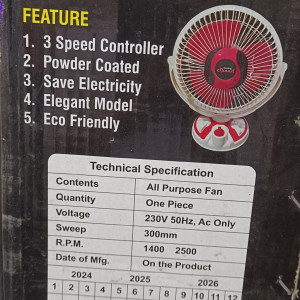 FEATURE
1. 3 Speed Controller
2. Powder Coated
3. Save Electricity
4. Elegant Model
5. Eco Friendly
Technical Specification
Contents All Purpose Fan
Quantity One Piece
Voltage 230V 50Hz, Ac Only
Sweep 300mm
R.P.M. 1400 2500
Date of Mfg. On the Product
2024 2025 2026
1 2 3 4 5 6 7 8 9 10 11 12